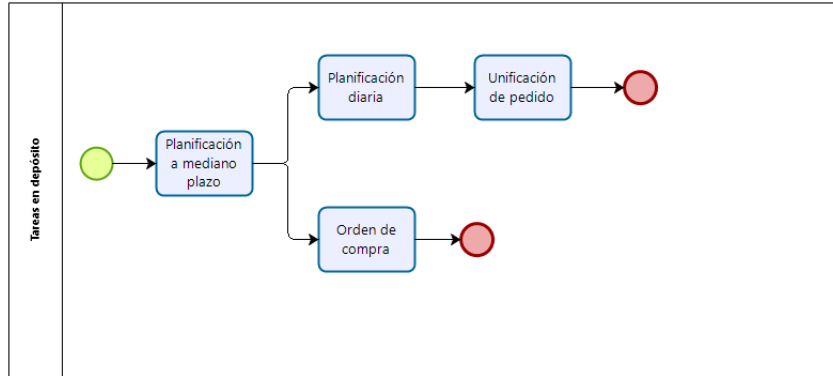 Tareas en depósito
Planificación
a mediano
plazo
Planificación
diaria
Unificación
de pedido
Orden de
compra